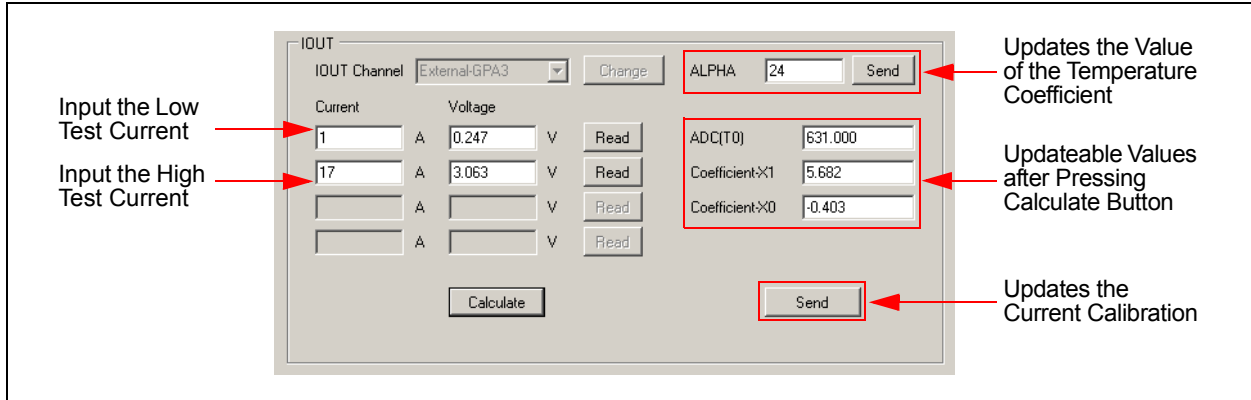 IOUT
IOUT Channel External-GPA3 Change ALPHA 24 Send
Updates the Value
of the Temperature
Coefficient
Current Voltage
Input the Low
Test Current
1 A 0.247 V Read ADC(T0) 631.000
Input the High
Test Current
17 A 3.063 V Read Coefficient-X1 5.682
Updateable Values
after Pressing
Calculate Button
A V Read Coefficient-X0 -0.403
A V Read
Calculate Send
Updates the
Current Calibration